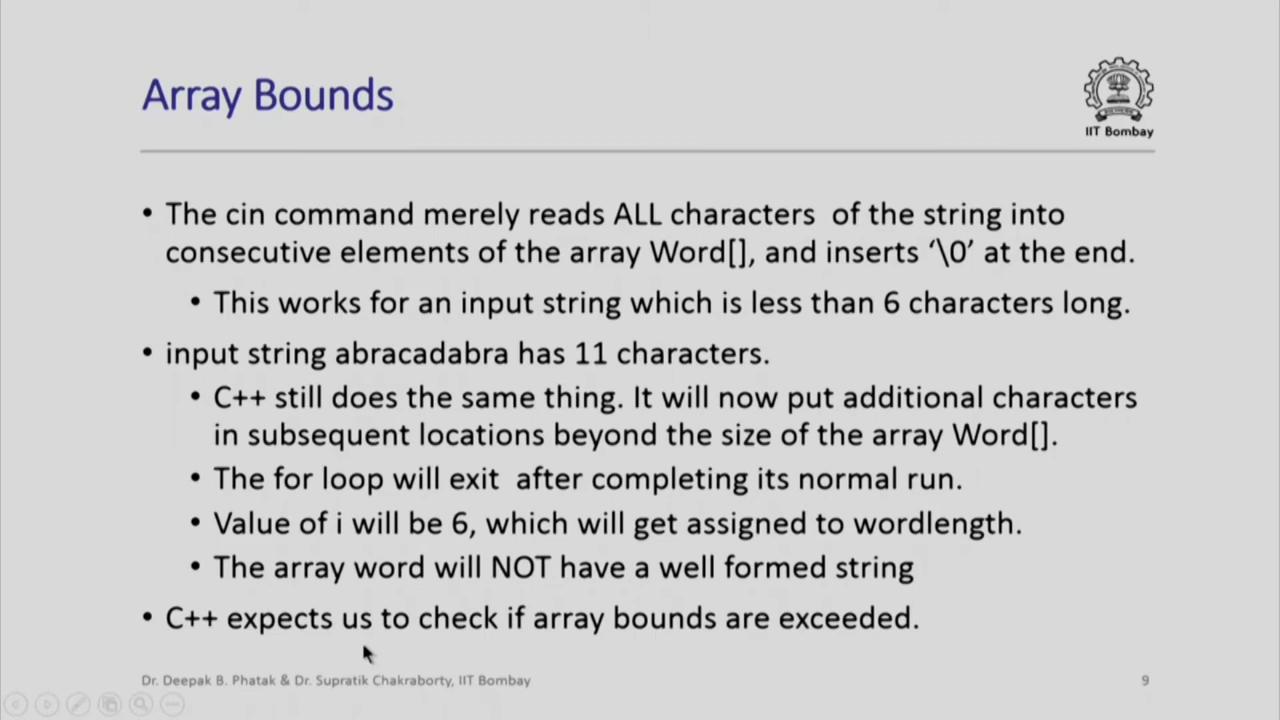 Array Bounds
IIT Bombay
• The cin command merely reads ALL characters of the string into
consecutive elements of the array Word[], and inserts ‘\0’ at the end.
• This works for an input string which is less than 6 characters long.
• input string abracadabra has 11 characters.
• C++ still does the same thing. It will now put additional characters
in subsequent locations beyond the size of the array Word[].
• The for loop will exit after completing its normal run.
• Value of i will be 6, which will get assigned to wordlength.
• The array word will NOT have a well formed string
• C++ expects us to check if array bounds are exceeded.
Dr. Deepak B. Phatak & Dr. Supratik Chakraborty, IIT Bombay
9